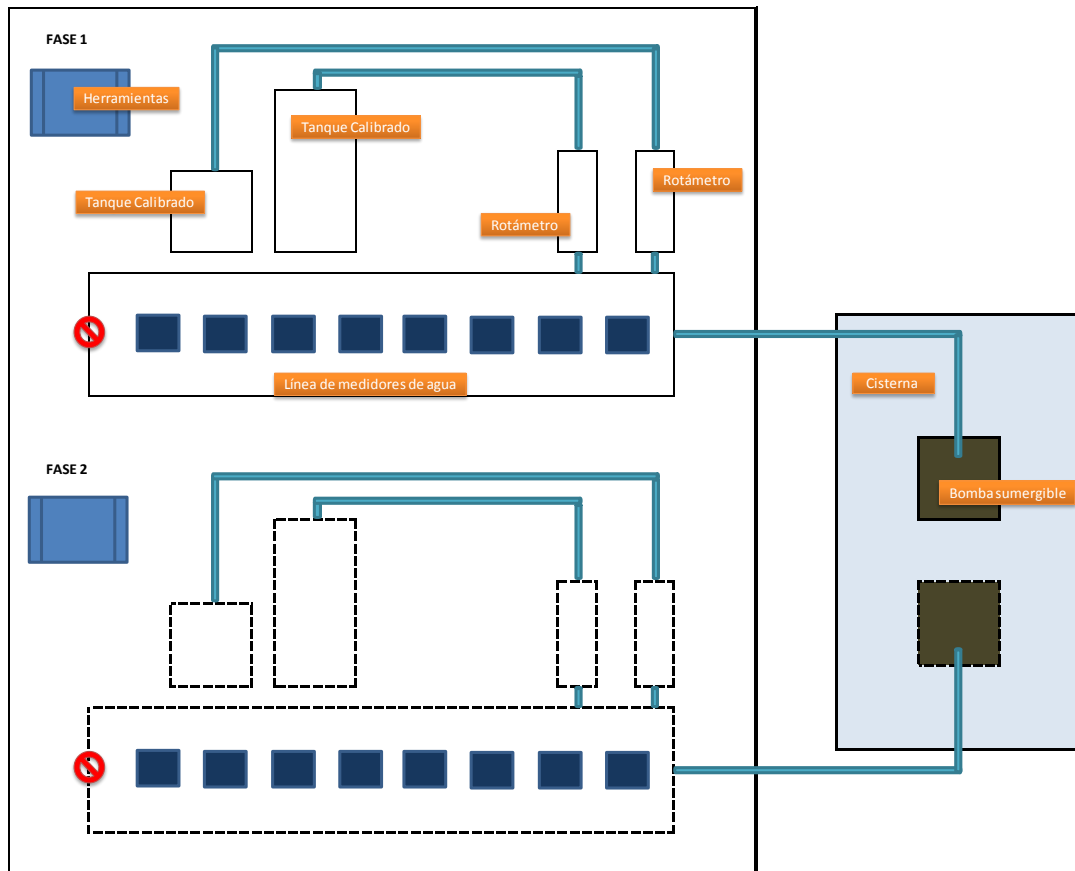 FASE 1
Herramientas
Tanque Calibrado
Rotámetro
Tanque Calibrado
Rotámetro
Línea de medidores de agua
Cisterna
FASE 2
Bomba sumergible